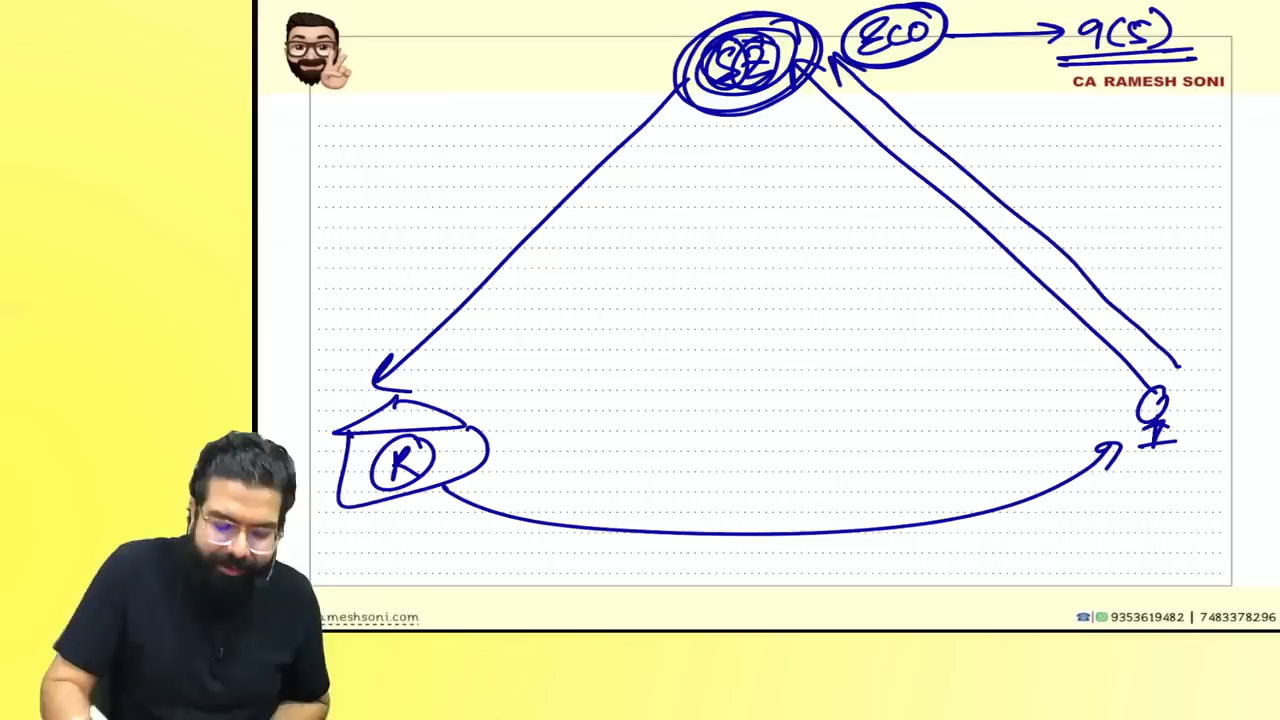 ECO → 9(5)
CA RAMESH SONI
R
meshsoni.com
9353619482 | 7483378296